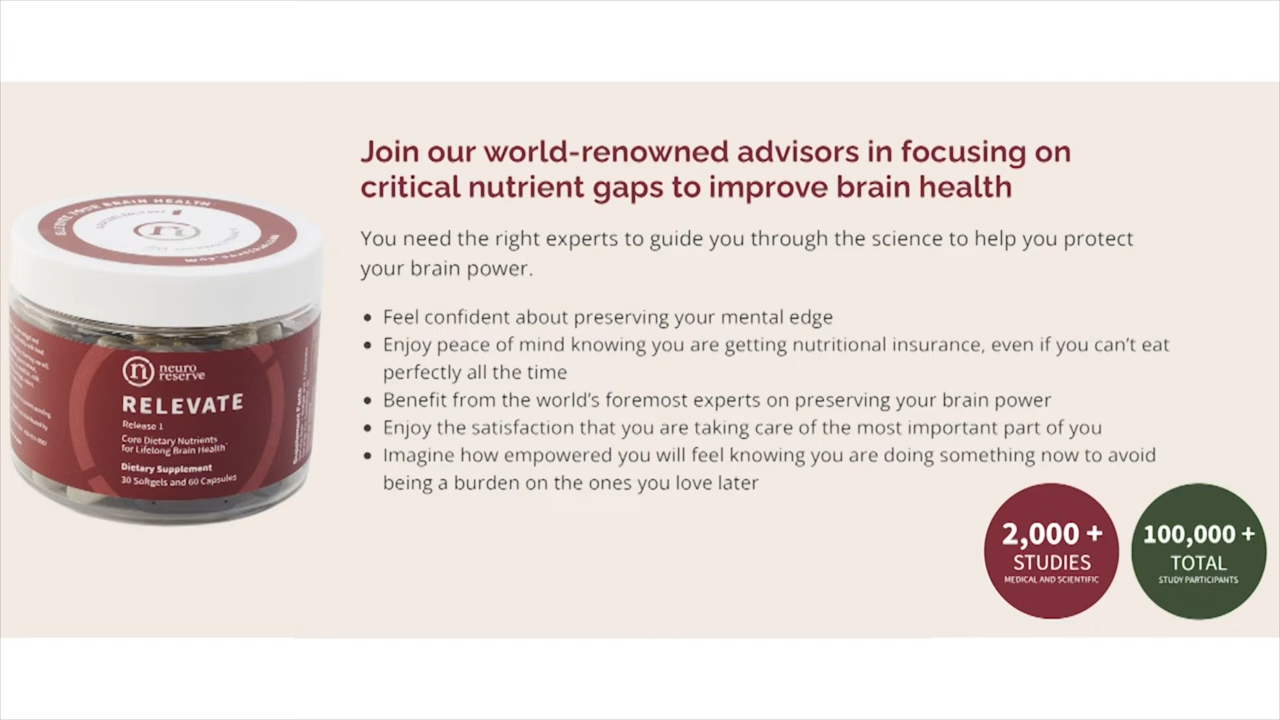 Join our world-renowned advisors in focusing on
critical nutrient gaps to improve brain health
You need the right experts to guide you through the science to help you protect
your brain power.
• Feel confident about preserving your mental edge
• Enjoy peace of mind knowing you are getting nutritional insurance, even if you can’t eat
perfectly all the time
• Benefit from the world’s foremost experts on preserving your brain power
• Enjoy the satisfaction that you are taking care of the most important part of you
• Imagine how empowered you will feel knowing you are doing something now to avoid
being a burden on the ones you love later
ELEVATE YOUR BRAIN HEALTH
n
n neuro
reserve
RELEVATE
Release 1
Core Dietary Nutrients
for Lifelong Brain Health
Dietary Supplement
30 Softgels and 60 Capsules
Supplement Facts
2,000 +
STUDIES
MEDICAL AND SCIENTIFIC
100,000 +
TOTAL
STUDY PARTICIPANTS